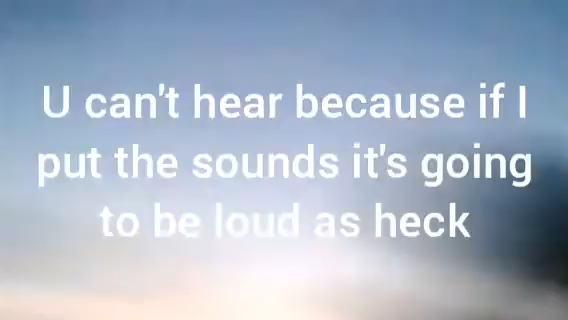 U can't hear because if I
put the sounds it's going
to be loud as heck